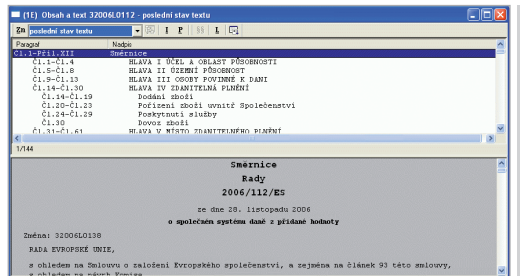 (1E) Obsah a text 32006L0112 - poslední stav textu
Zn poslední stav textu I P §§ L
Paragraf Nadpis
Čl.1-Příl.XII Směrnice
Čl.1-Čl.4 HLAVA I ÚČEL A OBLAST PŮSOBNOSTI
Čl.5-Čl.8 HLAVA II ÚZEMNÍ PŮSOBNOST
Čl.9-Čl.13 HLAVA III OSOBY POVINNÉ K DANI
Čl.14-Čl.30 HLAVA IV ZDANITELNÁ PLNĚNÍ
Čl.14-Čl.19 Dodání zboží
Čl.20-Čl.23 Pořízení zboží uvnitř Společenství
Čl.24-Čl.29 Poskytnutí služby
Čl.30 Dovoz zboží
Čl.31-Čl.61 HLAVA V MÍSTO ZDANITELNÉHO PLNĚNÍ
1/144
Směrnice
Rady
2006/112/ES
ze dne 28. listopadu 2006
o společném systému daně z přidané hodnoty
Změna: 32006L0138
RADA EVROPSKÉ UNIE,
s ohledem na Smlouvu o založení Evropského společenství, a zejména na článek 93 této smlouvy,
s ohledem na návrh Komise,